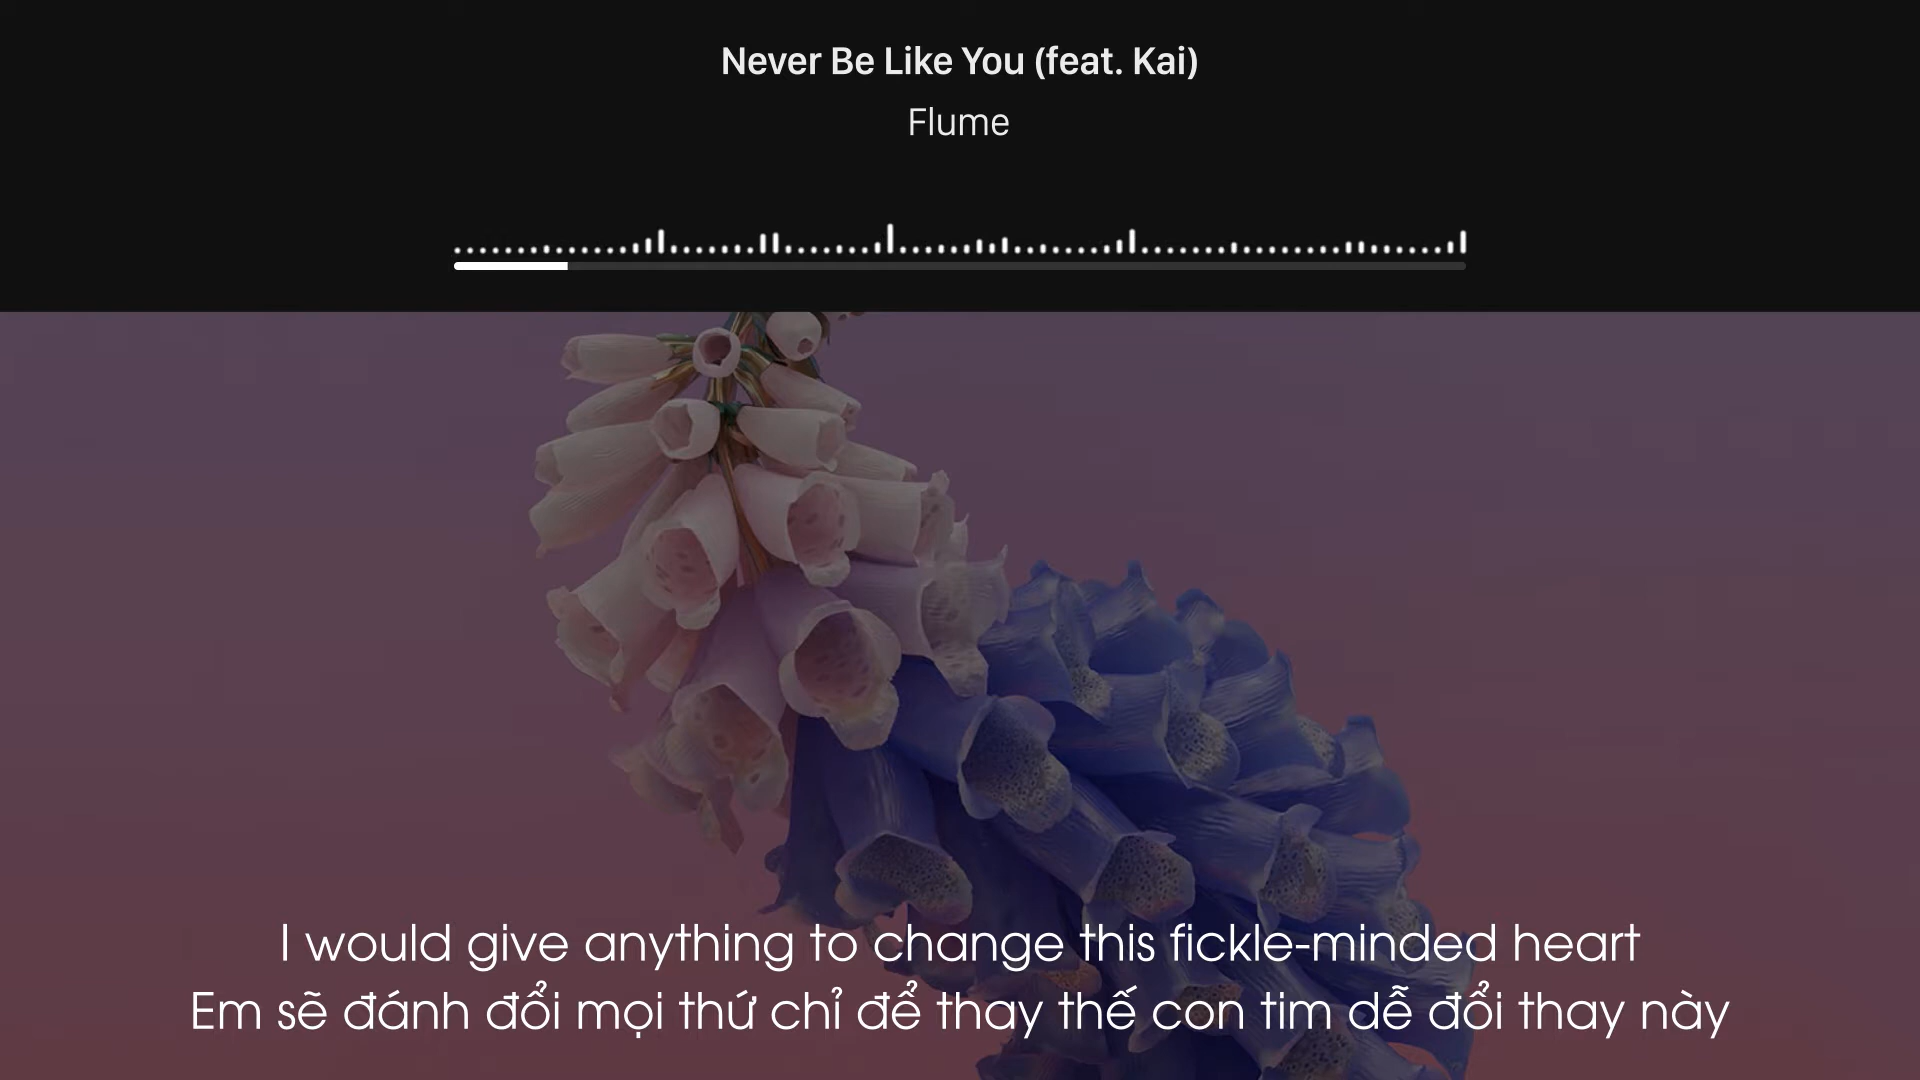 Never Be Like You (feat. Kai)
Flume
I would give anything to change this fickle-minded heart
Em sẽ đánh đổi mọi thứ chỉ để thay thế con tim dễ đổi thay này